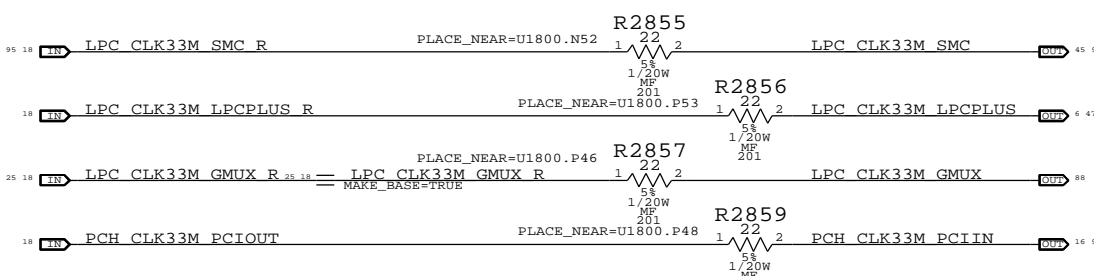 R2855
95 18 IN LPC_CLK33M_SMC_R PLACE_NEAR=U1800.N52 1 22 2 LPC_CLK33M_SMC OUT 45 9
5%
1/20W
MF
201
R2856
18 IN LPC_CLK33M_LPCPLUS_R PLACE_NEAR=U1800.P53 1 22 2 LPC_CLK33M_LPCPLUS OUT 6 47
5%
1/20W
MF
201
PLACE_NEAR=U1800.P46 R2857
25 18 IN LPC_CLK33M_GMUX_R 25 18 LPC_CLK33M_GMUX_R 1 22 2 LPC_CLK33M_GMUX OUT 88
MAKE_BASE=TRUE
5%
1/20W
MF
201
R2859
18 IN PCH_CLK33M_PCIOUT PLACE_NEAR=U1800.P48 1 22 2 PCH_CLK33M_PCIIN OUT 16 9
5%
1/20W
MF